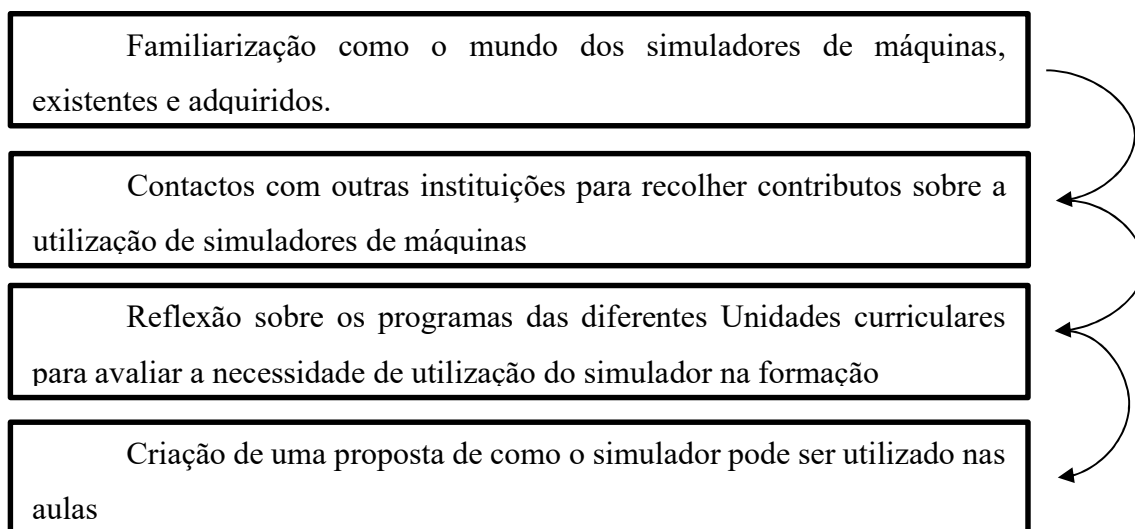 Familiarização como o mundo dos simuladores de máquinas,
existentes e adquiridos.
Contactos com outras instituições para recolher contributos sobre a
utilização de simuladores de máquinas
Reflexão sobre os programas das diferentes Unidades curriculares
para avaliar a necessidade de utilização do simulador na formação
Criação de uma proposta de como o simulador pode ser utilizado nas
aulas